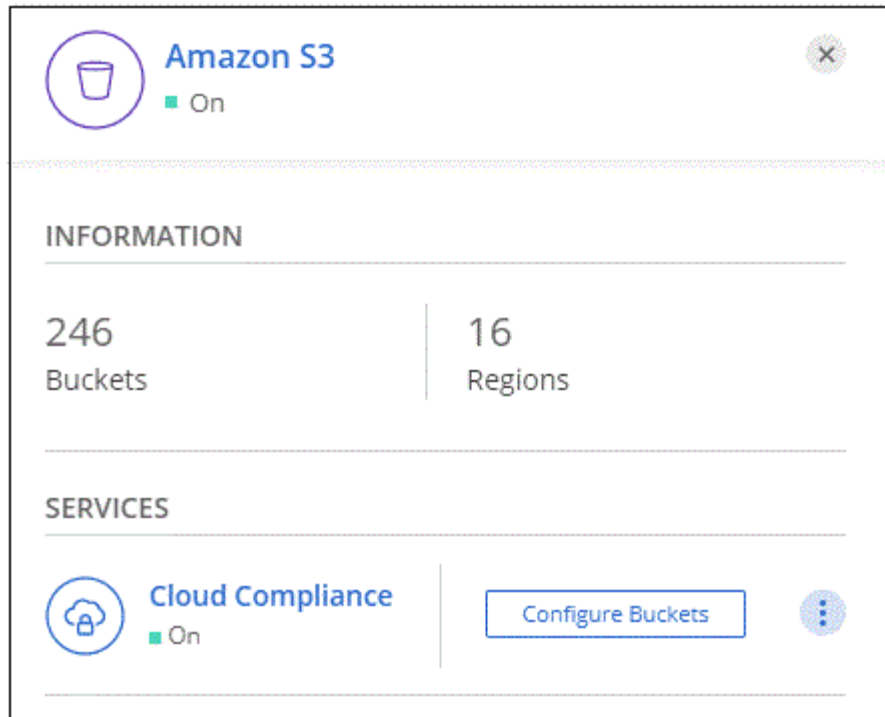 Amazon S3
On
INFORMATION
246
Buckets
16
Regions
SERVICES
Cloud Compliance
On
Configure Buckets